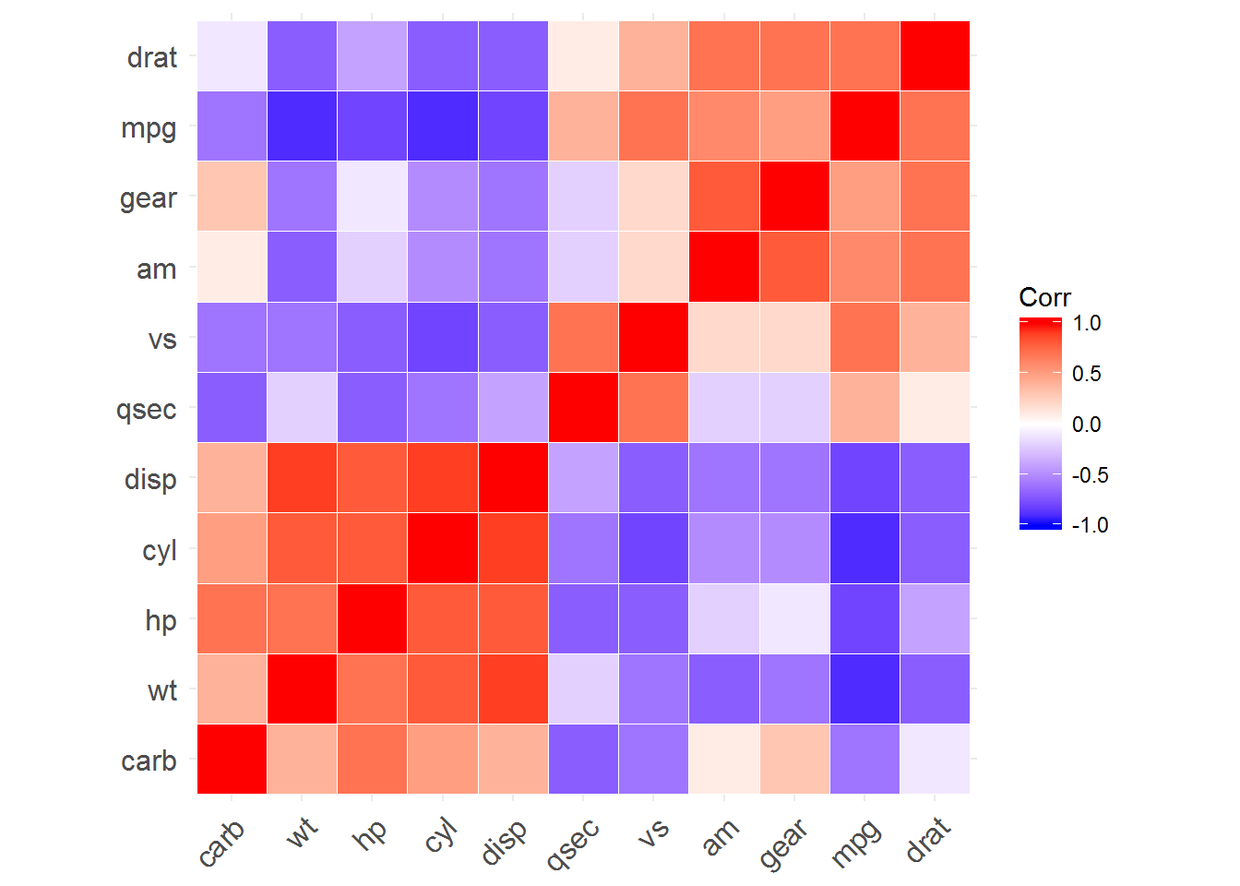 drat
mpg
gear
am
vs
qsec
disp
cyl
hp
wt
carb
carb wt hp cyl disp qsec vs am gear mpg drat
Corr
1.0
0.5
0.0
-0.5
-1.0